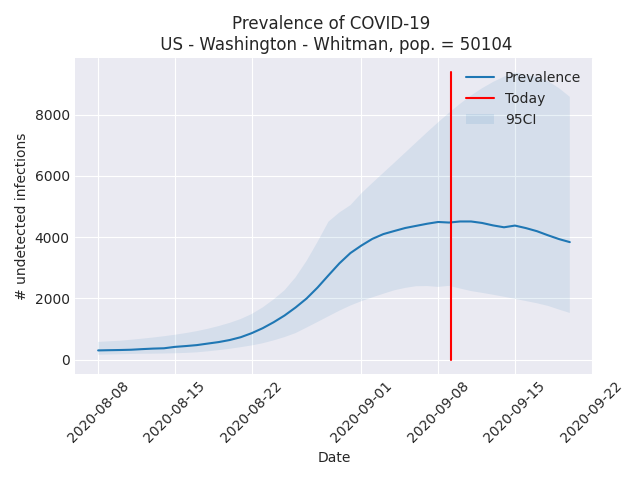 Prevalence of COVID-19
US - Washington - Whitman, pop. = 50104
Prevalence
Today
95CI
# undetected infections
8000
6000
4000
2000
0
2020-08-08
2020-08-15
2020-08-22
2020-09-01
2020-09-08
2020-09-15
2020-09-22
Date